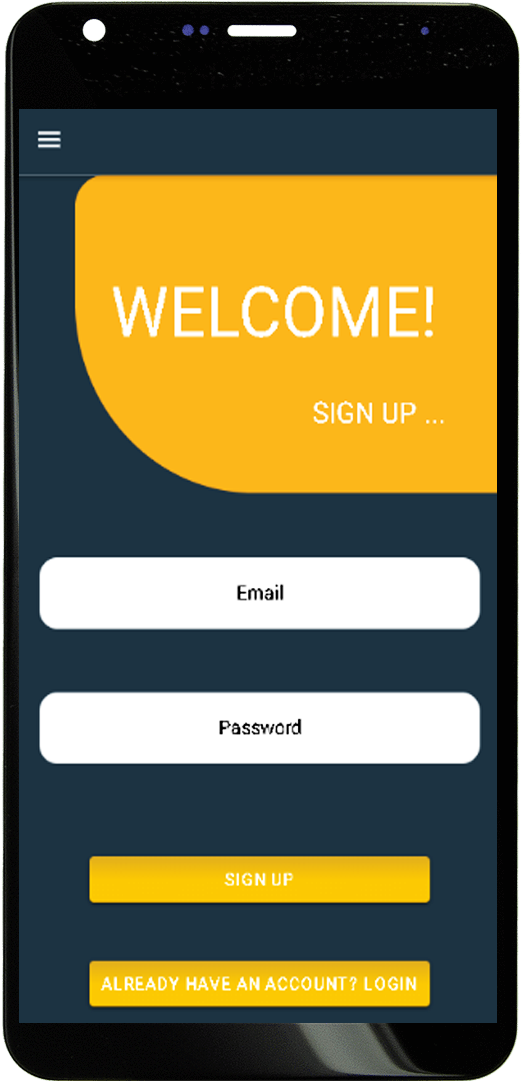 WELCOME!
SIGN UP ...
Email
Password
SIGN UP
ALREADY HAVE AN ACCOUNT? LOGIN